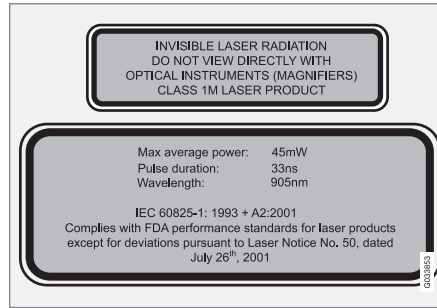 INVISIBLE LASER RADIATION
DO NOT VIEW DIRECTLY WITH
OPTICAL INSTRUMENTS (MAGNIFIERS)
CLASS 1M LASER PRODUCT
Max average power: 45mW
Pulse duration: 33ns
Wavelength: 905nm
IEC 60825-1: 1993 + A2:2001
Complies with FDA performance standards for laser products
except for deviations pursuant to Laser Notice No. 50, dated
July 26th, 2001
G033853